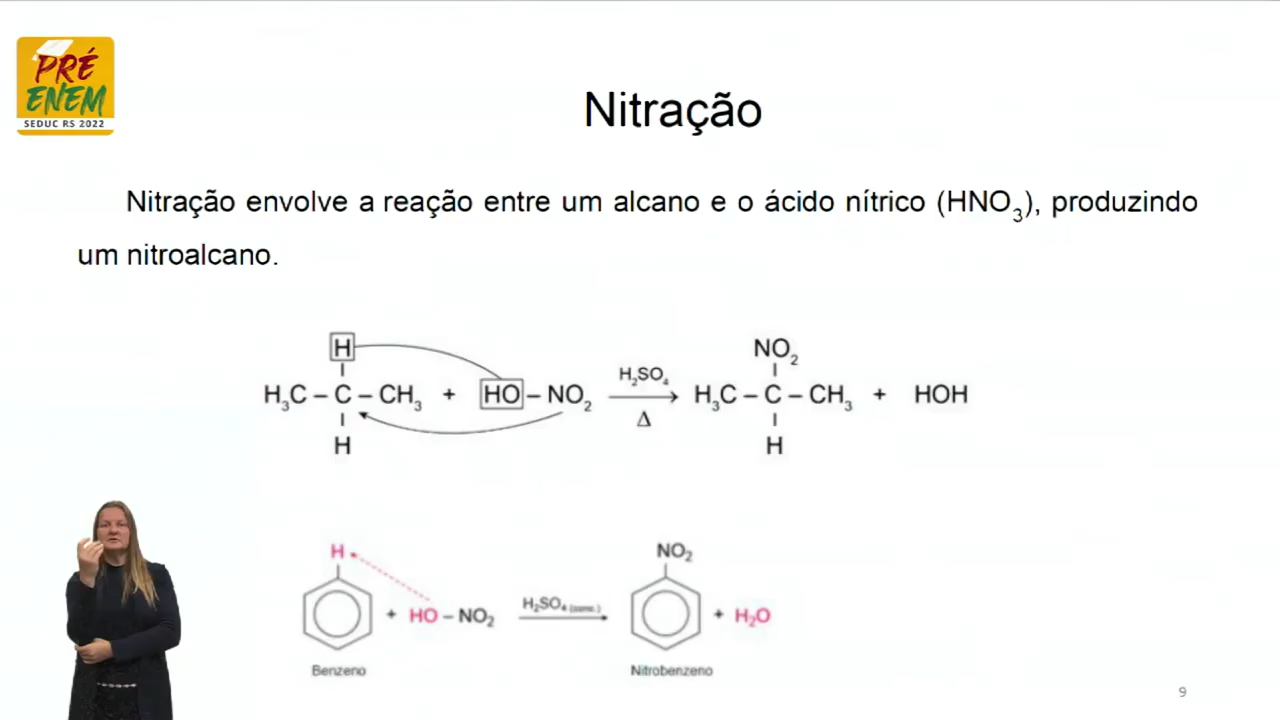 PRÉ
ENEM
SEDUC RS 2022
Nitração
Nitração envolve a reação entre um alcano e o ácido nítrico (HNO₃), produzindo
um nitroalcano.
H
H₃C – C – CH₃ + HO – NO₂
H
H₂SO₄
Δ
NO₂
H₃C – C – CH₃ + HOH
H
H
+ HO – NO₂
Benzeno
H₂SO₄ (conc.)
NO₂
+ H₂O
Nitrobenzeno
9